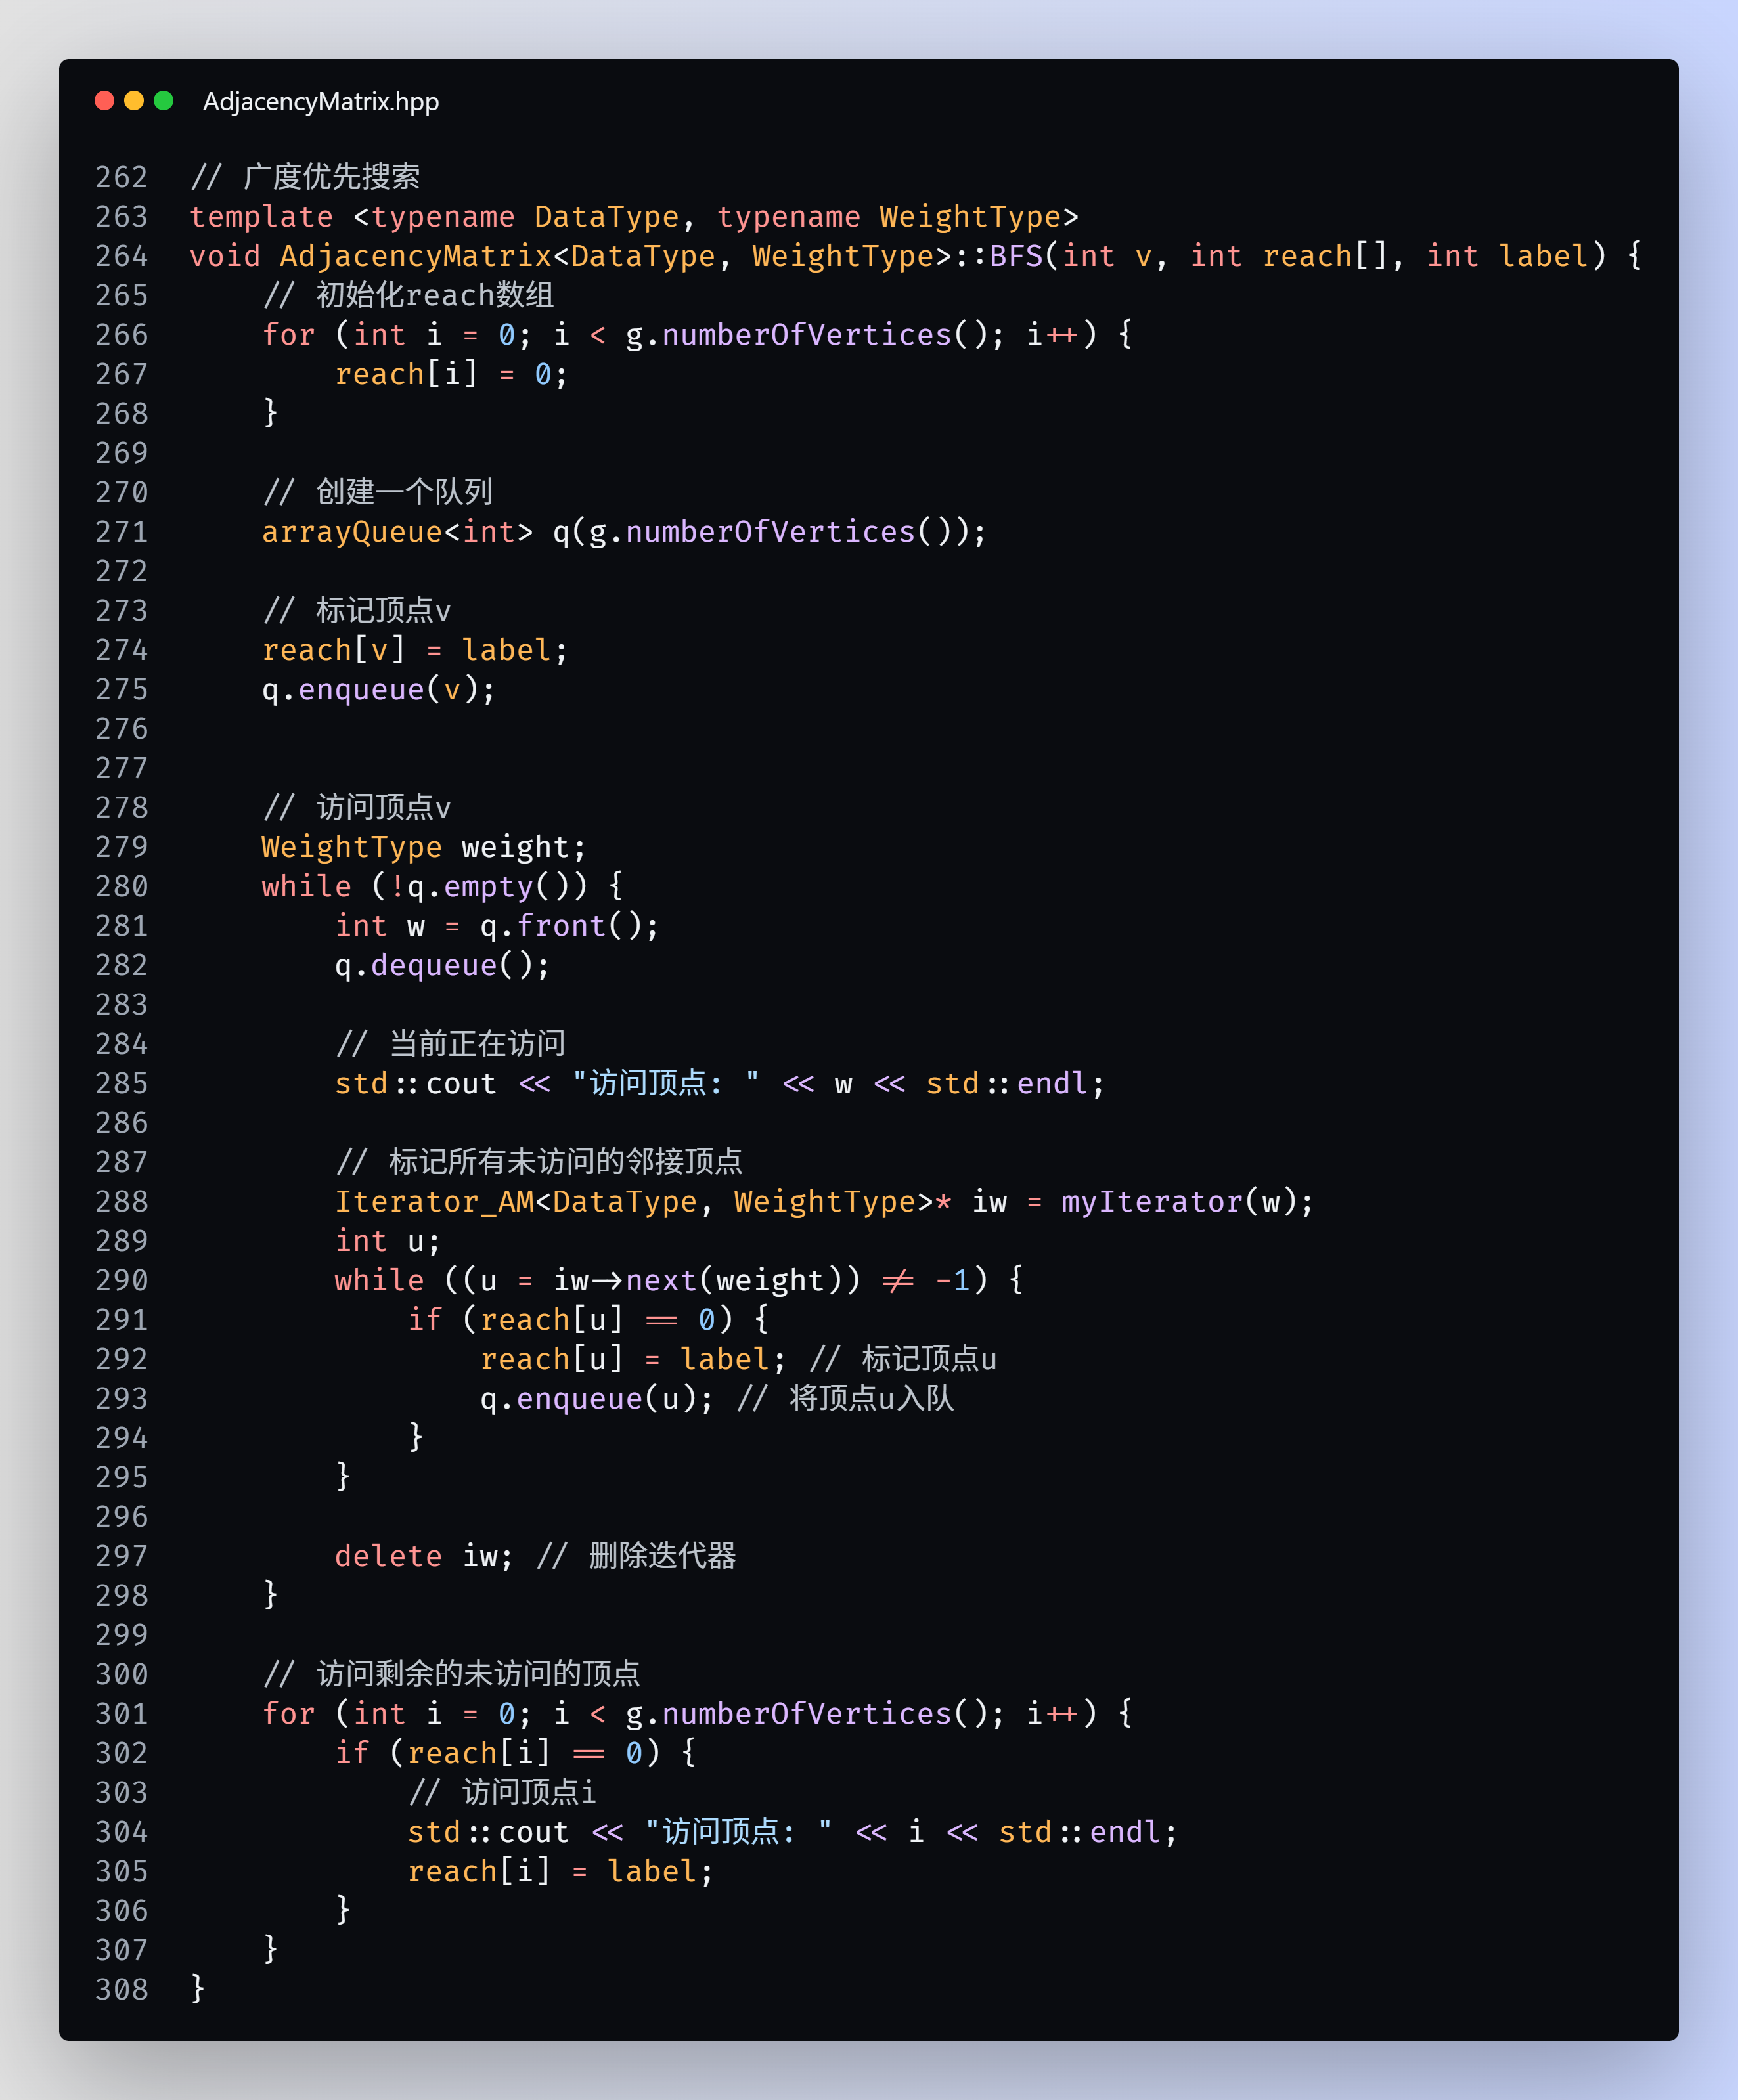 AdjacencyMatrix.hpp
262 // 广度优先搜索
263 template <typename DataType, typename WeightType>
264 void AdjacencyMatrix<DataType, WeightType>::BFS(int v, int reach[], int label) {
265     // 初始化reach数组
266     for (int i = 0; i < g.numberOfVertices(); i++) {
267         reach[i] = 0;
268     }
269
270     // 创建一个队列
271     arrayQueue<int> q(g.numberOfVertices());
272
273     // 标记顶点v
274     reach[v] = label;
275     q.enqueue(v);
276
277
278     // 访问顶点v
279     WeightType weight;
280     while (!q.empty()) {
281         int w = q.front();
282         q.dequeue();
283
284         // 当前正在访问
285         std::cout << "访问顶点: " << w << std::endl;
286
287         // 标记所有未访问的邻接顶点
288         Iterator_AM<DataType, WeightType>* iw = myIterator(w);
289         int u;
290         while ((u = iw->next(weight)) != -1) {
291             if (reach[u] == 0) {
292                 reach[u] = label; // 标记顶点u
293                 q.enqueue(u); // 将顶点u入队
294             }
295         }
296
297         delete iw; // 删除迭代器
298     }
299
300     // 访问剩余的未访问的顶点
301     for (int i = 0; i < g.numberOfVertices(); i++) {
302         if (reach[i] == 0) {
303             // 访问顶点i
304             std::cout << "访问顶点: " << i << std::endl;
305             reach[i] = label;
306         }
307     }
308 }